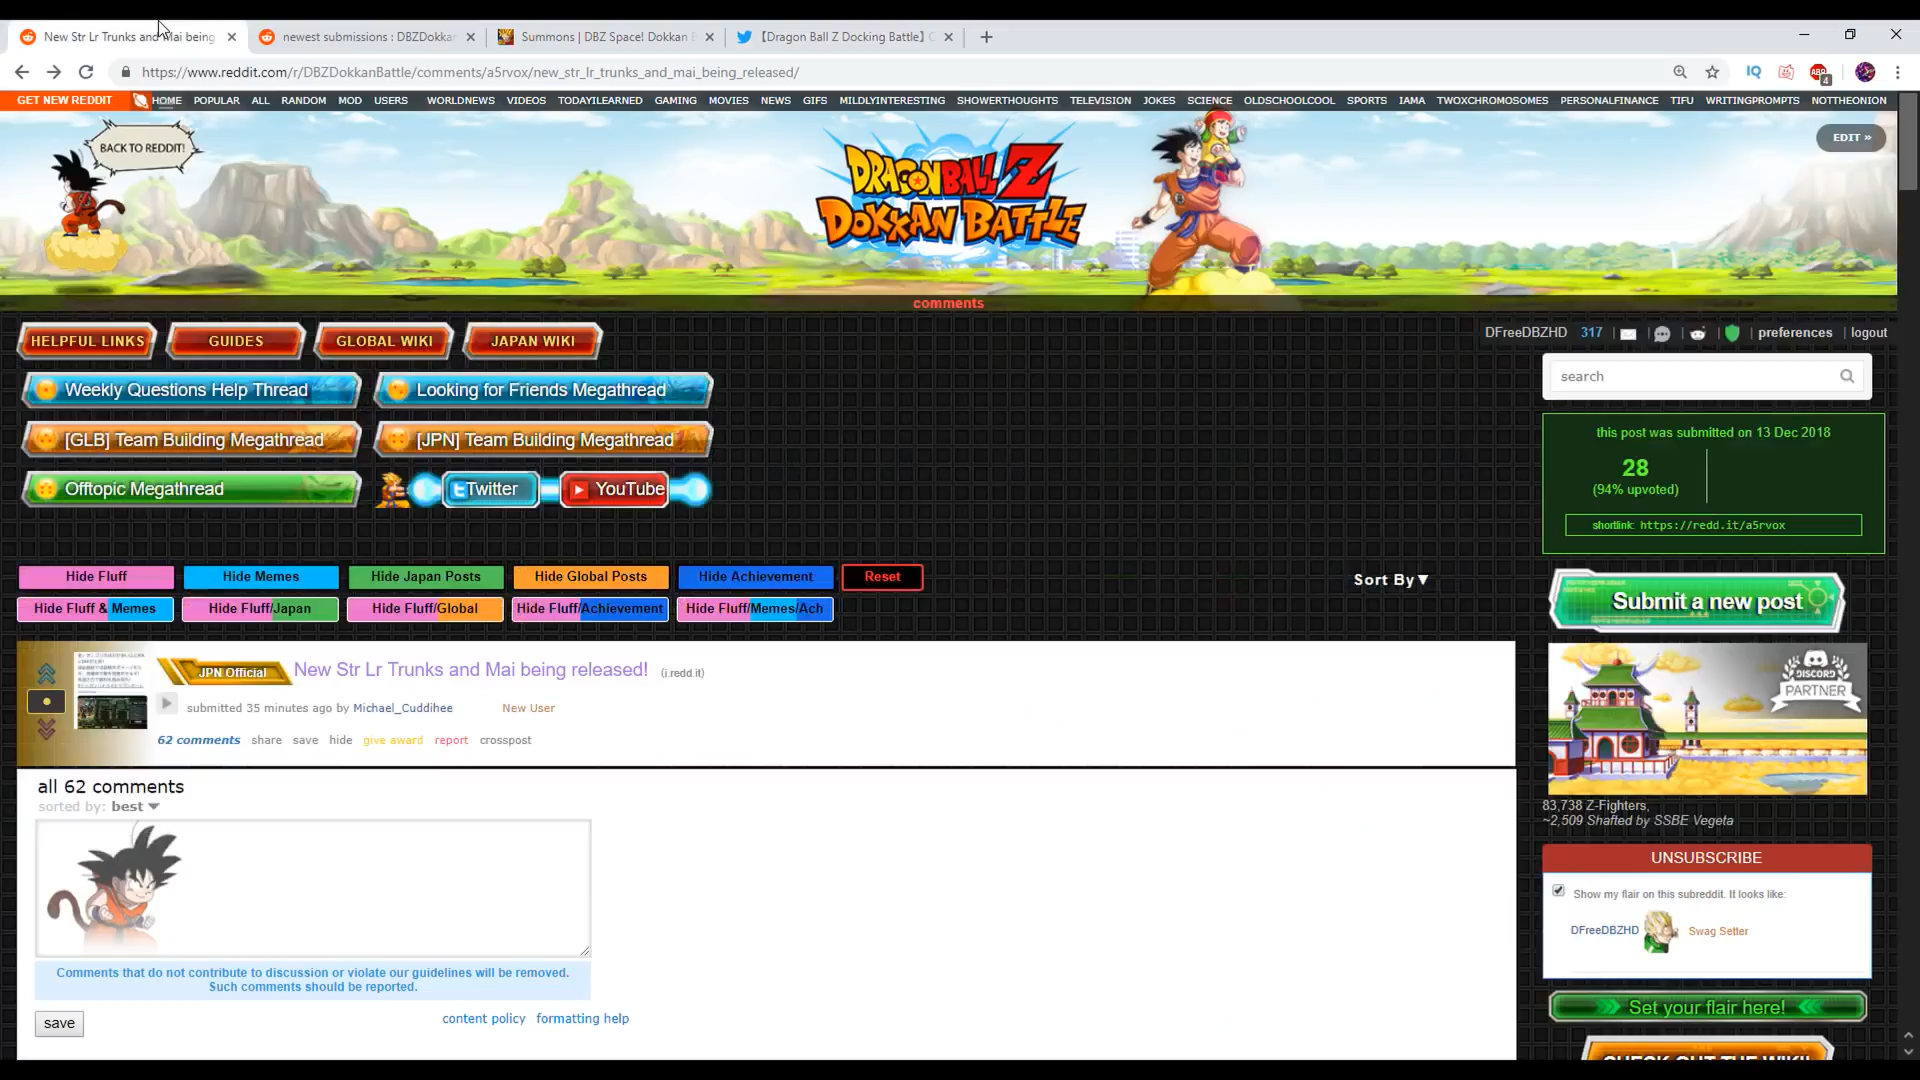 New Str Lr Trunks and Mai being
newest submissions : DBZDokkan
Summons | DBZ Space! Dokkan B
【Dragon Ball Z Docking Battle】
https://www.reddit.com/r/DBZDokkanBattle/comments/a5rvox/new_str_lr_trunks_and_mai_being_released/
IQ
ABP
4
GET NEW REDDIT
HOME POPULAR ALL RANDOM MOD USERS WORLDNEWS VIDEOS TODAYILEARNED GAMING MOVIES NEWS GIFS MILDLYINTERESTING SHOWERTHOUGHTS TELEVISION JOKES SCIENCE OLDSCHOOLCOOL SPORTS IAMA TWOXCHROMOSOMES PERSONALFINANCE TIFU WRITINGPROMPTS NOTTHEONION
BACK TO REDDIT!
DRAGON BALL Z
DOKKAN BATTLE
EDIT »
comments
HELPFUL LINKS
GUIDES
GLOBAL WIKI
JAPAN WIKI
DFreeDBZHD 317 | | | | | preferences | logout
search
Weekly Questions Help Thread
Looking for Friends Megathread
[GLB] Team Building Megathread
[JPN] Team Building Megathread
Offtopic Megathread
Twitter
YouTube
this post was submitted on 13 Dec 2018
28
(94% upvoted)
shortlink: https://redd.it/a5rvox
Hide Fluff
Hide Memes
Hide Japan Posts
Hide Global Posts
Hide Achievement
Reset
Sort By▼
Hide Fluff & Memes
Hide Fluff/Japan
Hide Fluff/Global
Hide Fluff/Achievement
Hide Fluff/Memes/Ach
Submit a new post
JPN Official
New Str Lr Trunks and Mai being released! (i.redd.it)
submitted 35 minutes ago by Michael_Cuddihee New User
62 comments share save hide give award report crosspost
DISCORD
PARTNER
all 62 comments
sorted by: best
83,738 Z-Fighters,
~2,509 Shafted by SSBE Vegeta
UNSUBSCRIBE
Show my flair on this subreddit. It looks like:
DFreeDBZHD Swag Setter
Comments that do not contribute to discussion or violate our guidelines will be removed.
Such comments should be reported.
save
content policy formatting help
Set your flair here!
CHECK OUT THE WIKI!